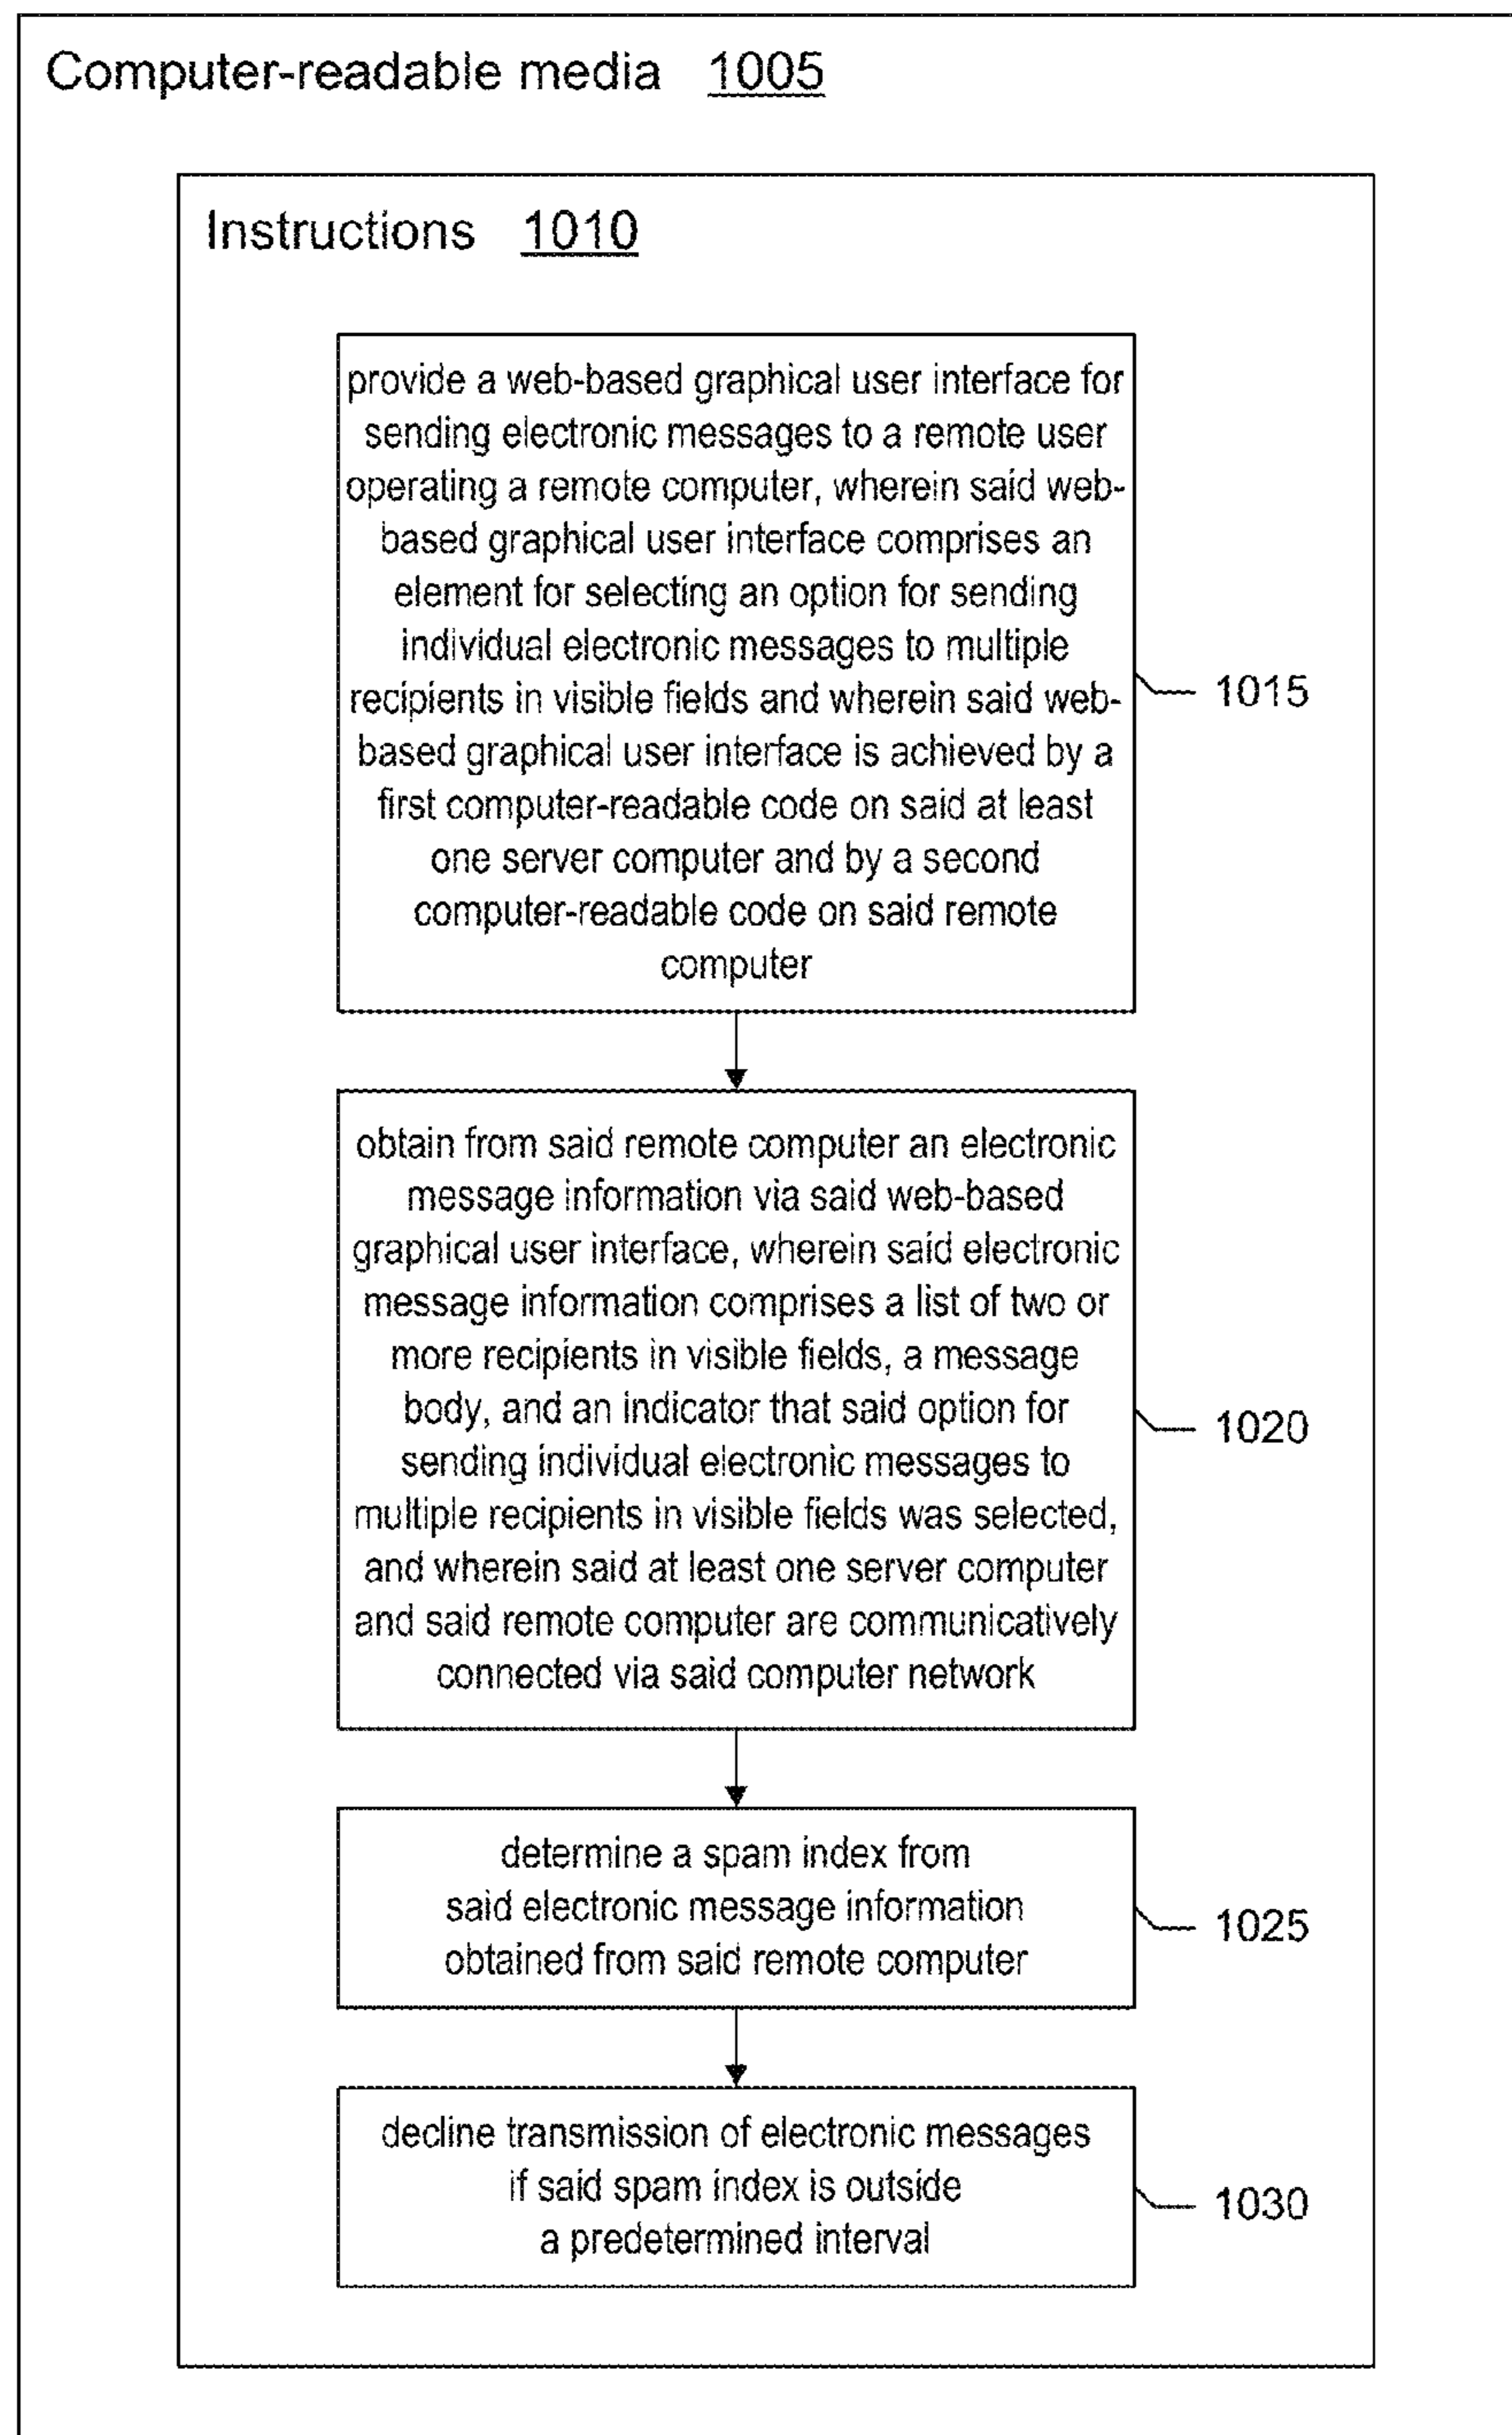 Computer-readable media 1005
Instructions 1010
provide a web-based graphical user interface for
sending electronic messages to a remote user
operating a remote computer, wherein said web-
based graphical user interface comprises an
element for selecting an option for sending
individual electronic messages to multiple
recipients in visible fields and wherein said web-
based graphical user interface is achieved by a
first computer-readable code on said at least
one server computer and by a second
computer-readable code on said remote
computer
1015
obtain from said remote computer an electronic
message information via said web-based
graphical user interface, wherein said electronic
message information comprises a list of two or
more recipients in visible fields, a message
body, and an indicator that said option for
sending individual electronic messages to
multiple recipients in visible fields was selected,
and wherein said at least one server computer
and said remote computer are communicatively
connected via said computer network
1020
determine a spam index from
said electronic message information
obtained from said remote computer
1025
decline transmission of electronic messages
if said spam index is outside
a predetermined interval
1030